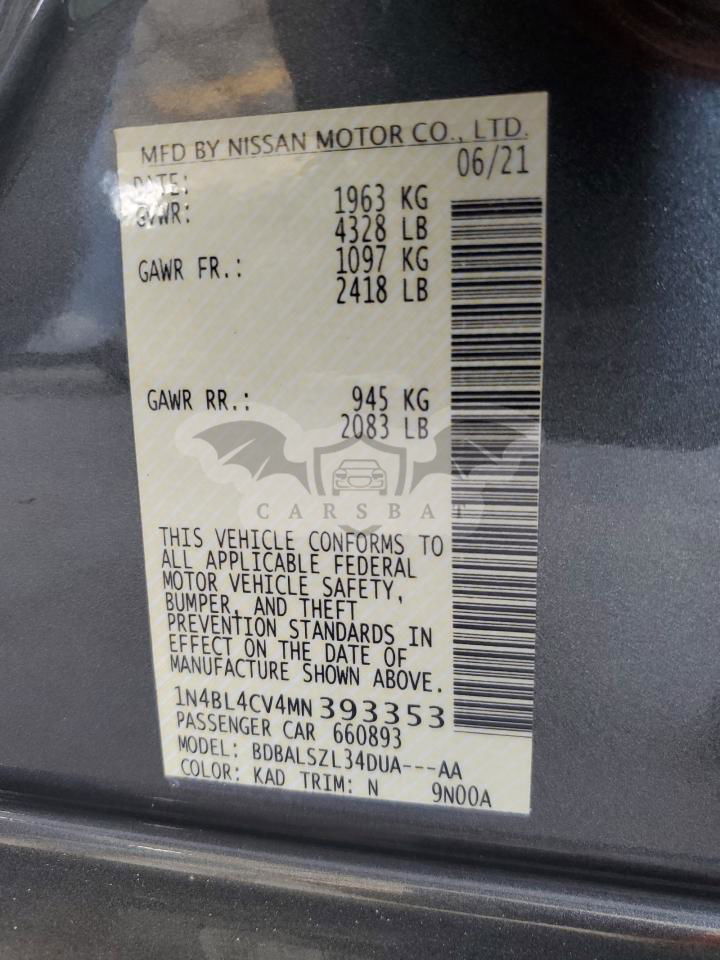 MFD BY NISSAN MOTOR CO., LTD.
DATE: 06/21
GVWR: 1963 KG
4328 LB
GAWR FR.: 1097 KG
2418 LB
GAWR RR.: 945 KG
2083 LB
CARSBAT
THIS VEHICLE CONFORMS TO
ALL APPLICABLE FEDERAL
MOTOR VEHICLE SAFETY,
BUMPER, AND THEFT
PREVENTION STANDARDS IN
EFFECT ON THE DATE OF
MANUFACTURE SHOWN ABOVE.
1N4BL4CV4MN393353
PASSENGER CAR 660893
MODEL: BDBALSZL34DUA---AA
COLOR: KAD TRIM: N 9N00A